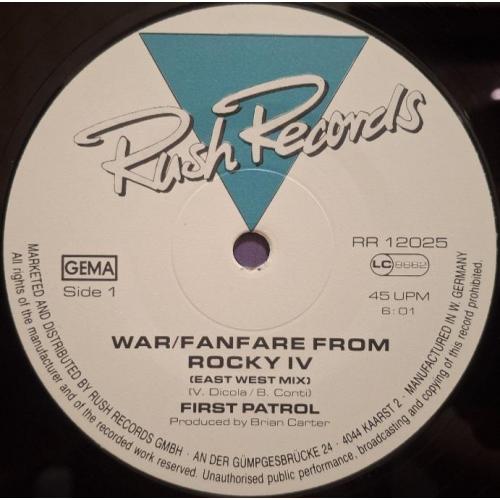 Rush Records
GEMA
Side 1
RR 12025
LC 9662
45 UPM
6:01
WAR/FANFARE FROM
ROCKY IV
(EAST WEST MIX)
(V. Dicola/B. Conti)
FIRST PATROL
Produced by Brian Carter
MARKETED AND DISTRIBUTED BY RUSH RECORDS GMBH · AN DER GÜMPGESBRÜCKE 24 · 4044 KAARST 2 · MANUFACTURED IN W. GERMANY
All rights of the manufacturer and of the recorded work reserved. Unauthorised public performance, broadcasting and copying of this record prohibited.